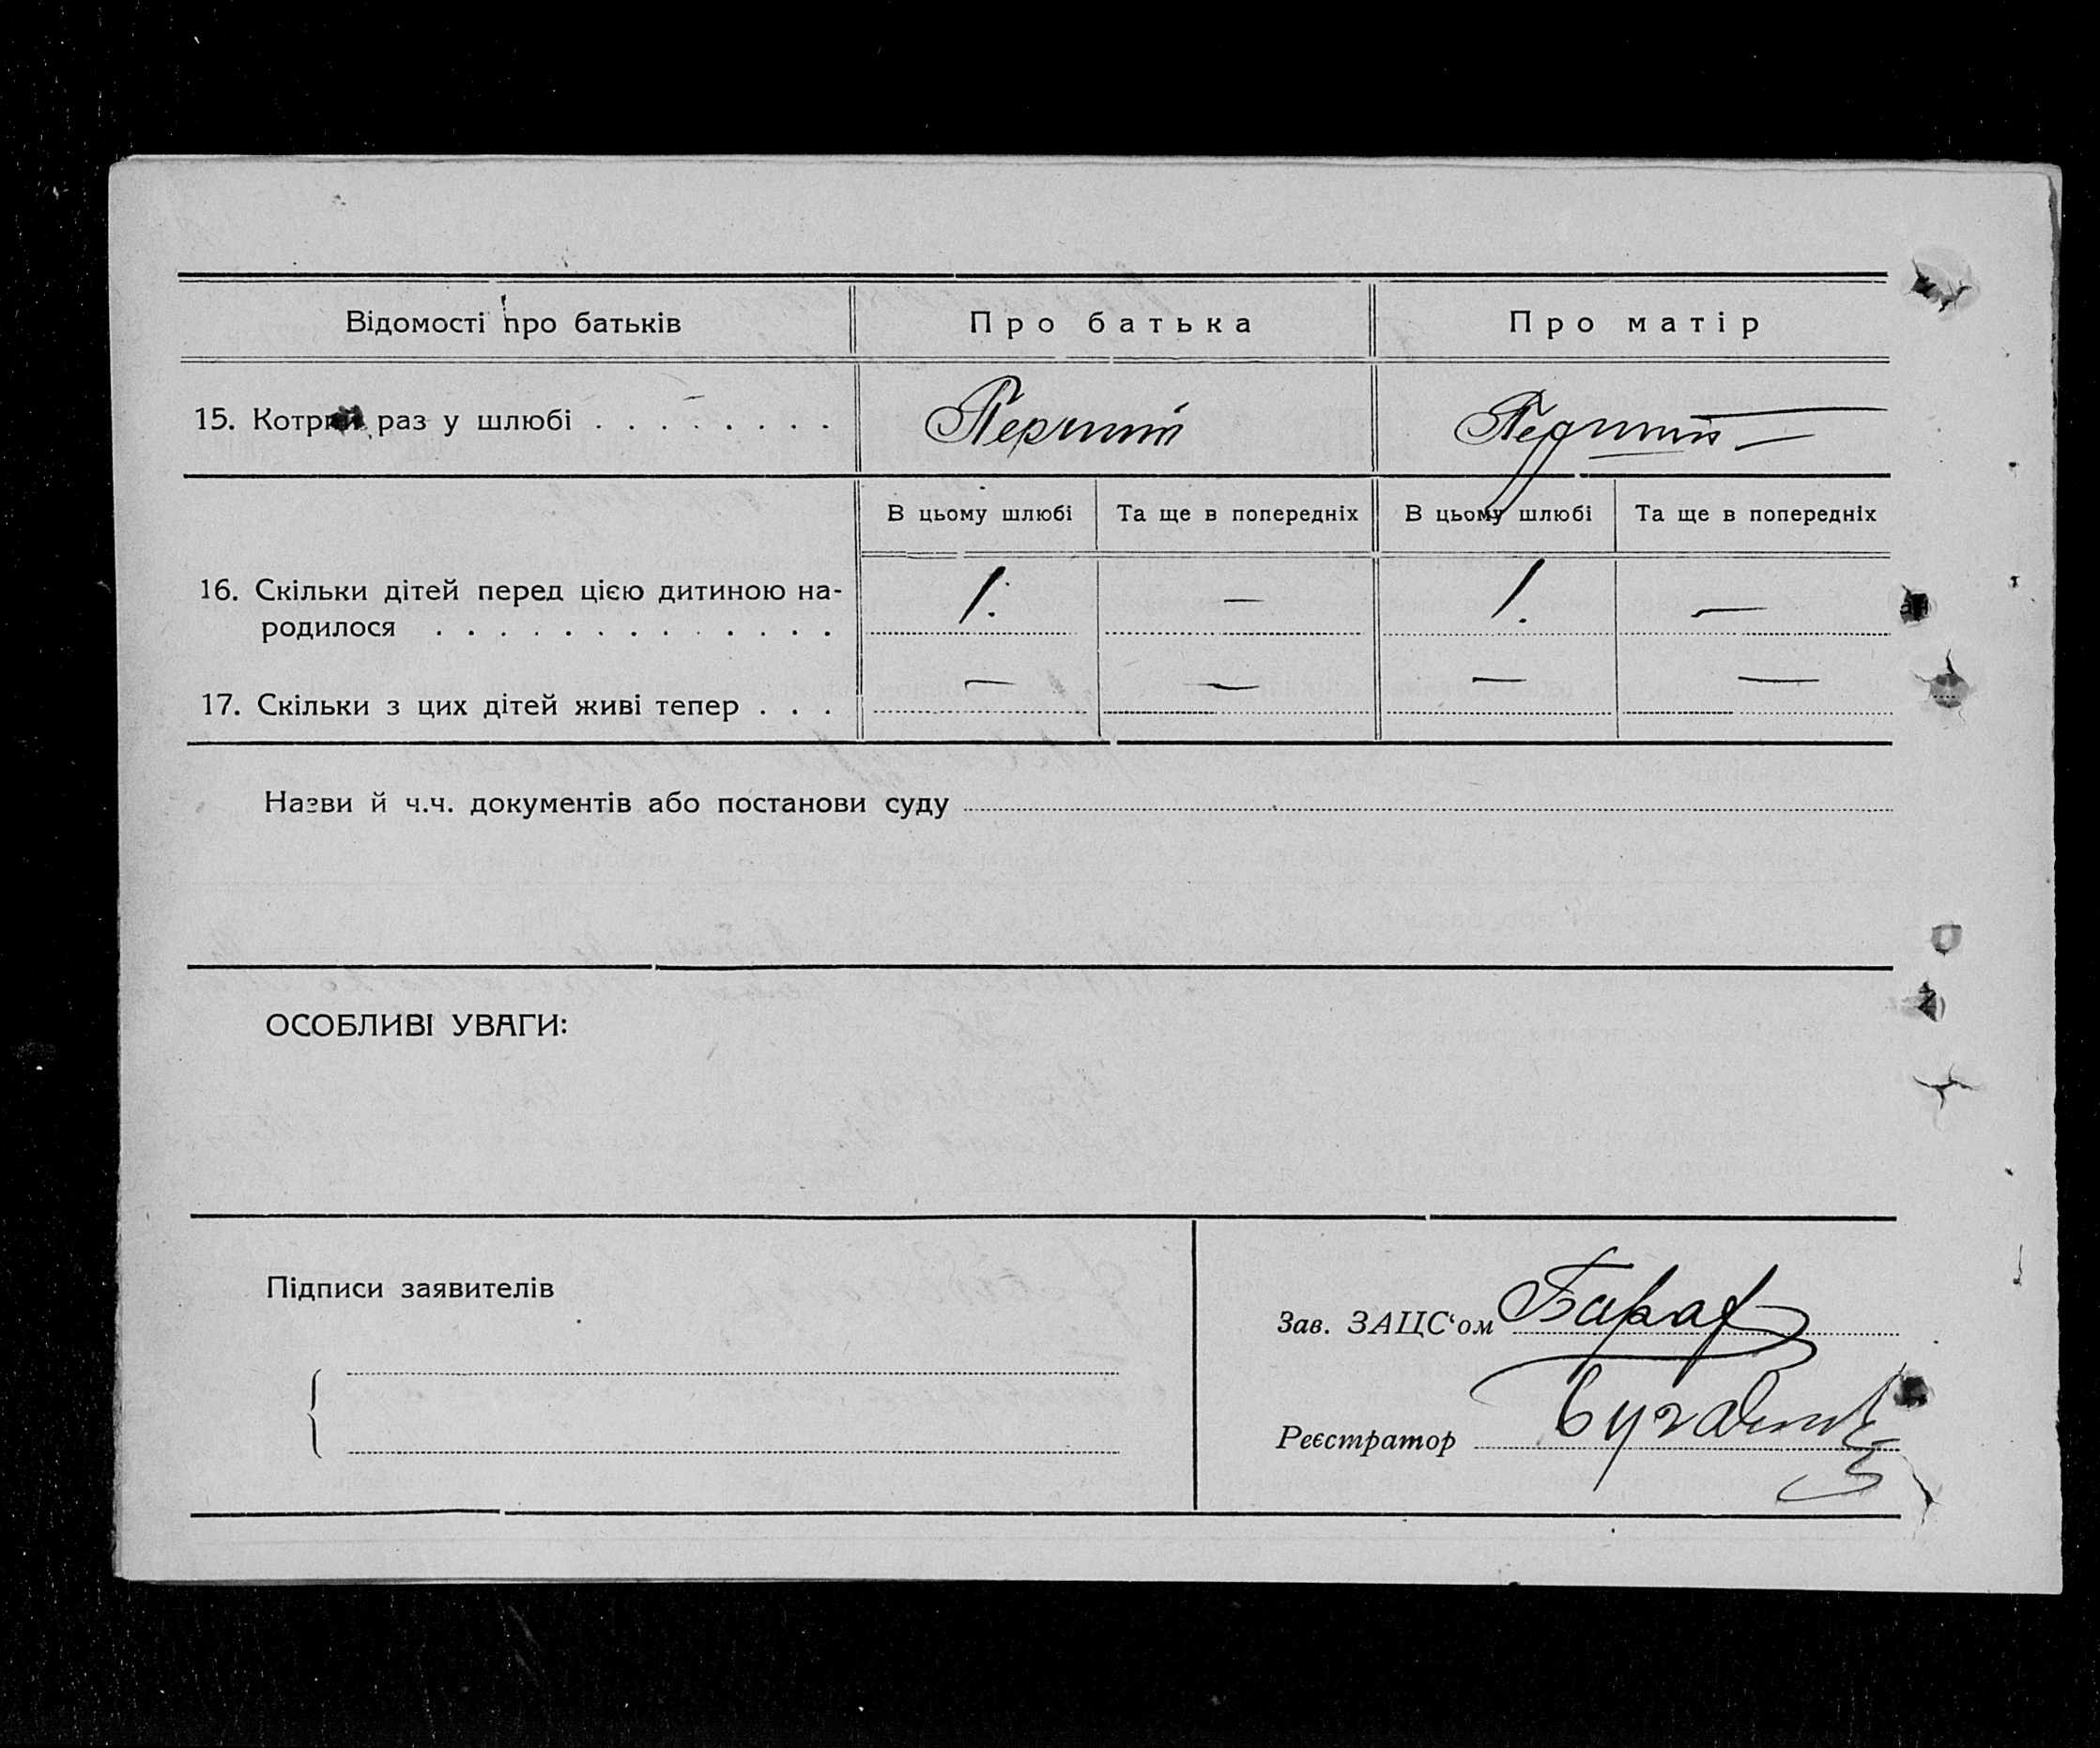 Відомості про батьків Про батька Про матір
15. Котрий раз у шлюбі . . . . . . . . Перший Перший
В цьому шлюбі Та ще в попередніх В цьому шлюбі Та ще в попередніх
16. Скільки дітей перед цією дитиною на- 1. — 1. —
родилося . . . . . . . . . . . . .
17. Скільки з цих дітей живі тепер . . . — — — —
Назви й ч.ч. документів або постанови суду
ОСОБЛИВІ УВАГИ:
Підписи заявителів
Зав. ЗАЦС‘ом
Реєстратор